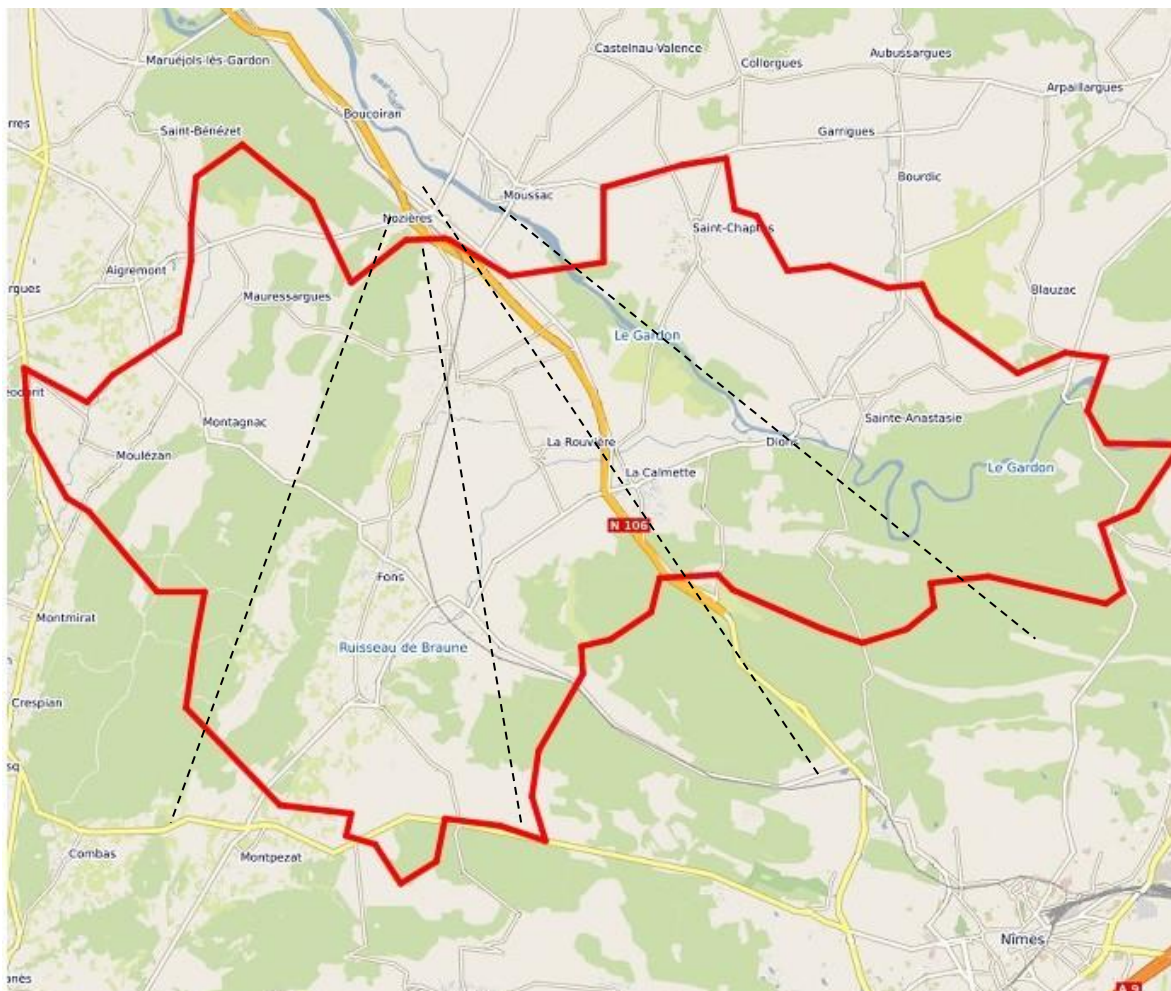 Castelnau-Valence
Aubussargues
Maruéjols-lès-Gardon
Collorgues
Arpaillargues
Boucoiran
rres
Saint-Bénézet
Garrigues
Bourdic
Moussac
Nozières
Saint-Chaptes
Aigremont
rgues
Mauressargues
Blauzac
Le Gardon
Montagnac
Sainte-Anastasie
La Rouvière
Dions
Moulézan
Le Gardon
La Calmette
N 106
Fons
Montmirat
Ruisseau de Braune
Crespian
sq
Combas
Montpezat
Nîmes
anès
A 9